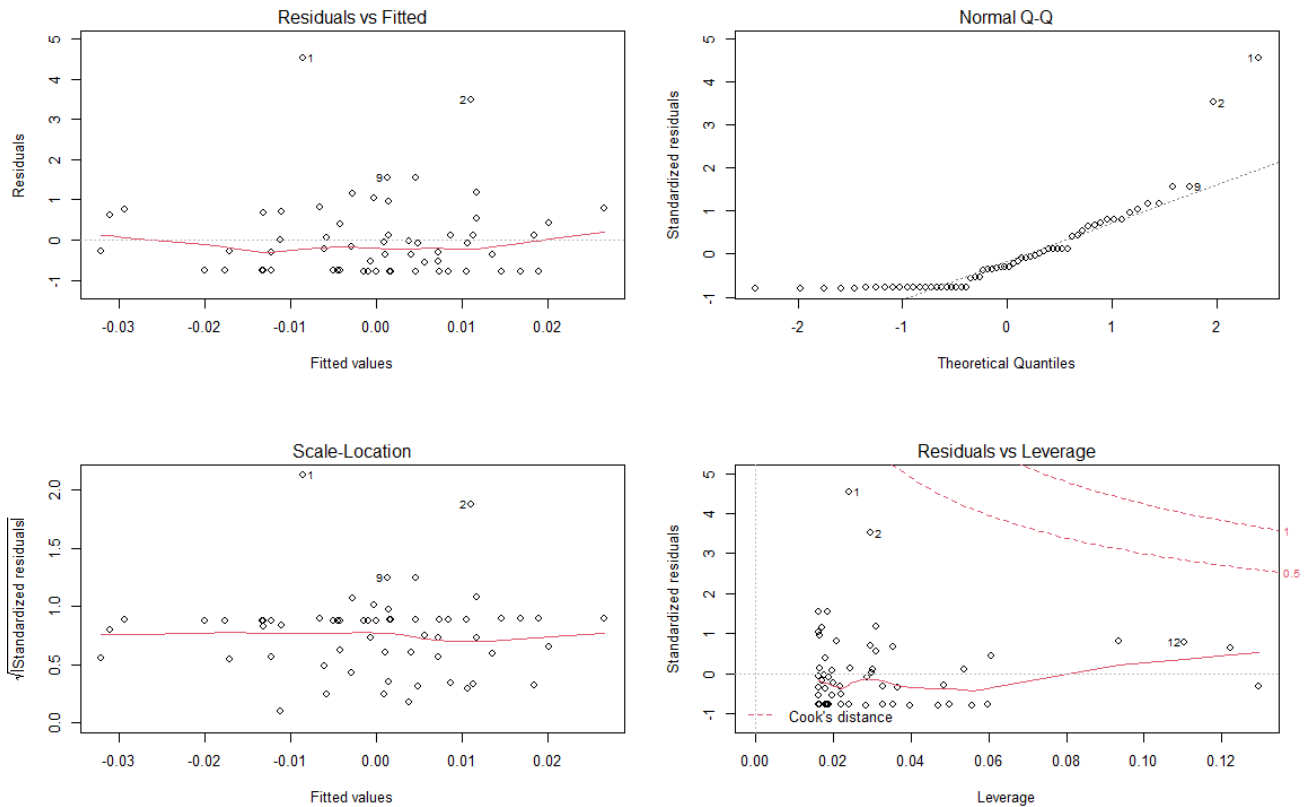 Residuals vs Fitted
Residuals
5
4
3
2
1
0
-1
1
2
9
-0.03 -0.02 -0.01 0.00 0.01 0.02
Fitted values
Normal Q-Q
Standardized residuals
5
4
3
2
1
0
-1
1
2
9
-2 -1 0 1 2
Theoretical Quantiles
Scale-Location
√|Standardized residuals|
2.0
1.5
1.0
0.5
0.0
1
2
9
-0.03 -0.02 -0.01 0.00 0.01 0.02
Fitted values
Residuals vs Leverage
Standardized residuals
5
4
3
2
1
0
-1
1
2
12
1
0.5
Cook's distance
0.00 0.02 0.04 0.06 0.08 0.10 0.12
Leverage